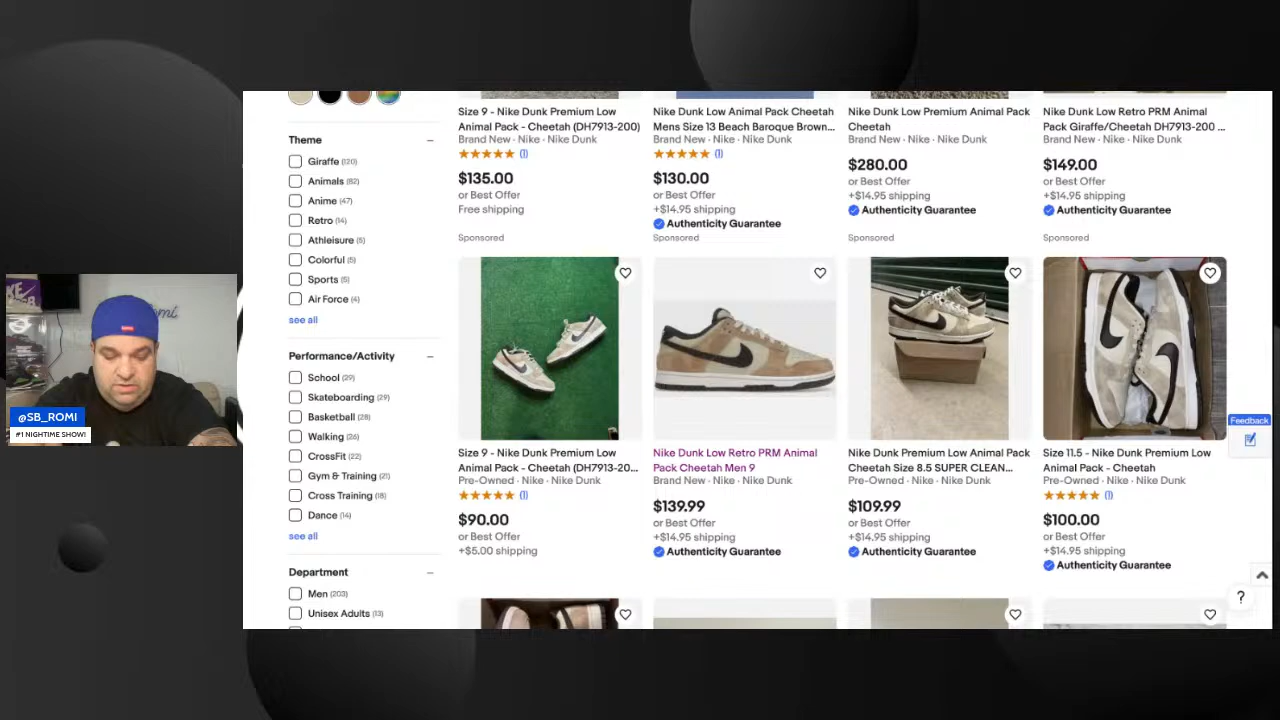 Theme
Giraffe (120)
Animals (82)
Anime (47)
Retro (14)
Athleisure (5)
Colorful (5)
Sports (5)
Air Force (4)
see all
Performance/Activity
School (29)
Skateboarding (29)
Basketball (28)
Walking (26)
CrossFit (22)
Gym & Training (21)
Cross Training (18)
Dance (14)
see all
Department
Men (203)
Unisex Adults (13)
Size 9 - Nike Dunk Premium Low
Animal Pack - Cheetah (DH7913-200)
Brand New · Nike · Nike Dunk
(1)
$135.00
or Best Offer
Free shipping
Sponsored
Nike Dunk Low Animal Pack Cheetah
Mens Size 13 Beach Baroque Brown...
Brand New · Nike · Nike Dunk
(1)
$130.00
or Best Offer
+$14.95 shipping
Authenticity Guarantee
Sponsored
Nike Dunk Low Premium Animal Pack
Cheetah
Brand New · Nike · Nike Dunk
$280.00
or Best Offer
+$14.95 shipping
Authenticity Guarantee
Sponsored
Nike Dunk Low Retro PRM Animal
Pack Giraffe/Cheetah DH7913-200 ...
Brand New · Nike · Nike Dunk
$149.00
or Best Offer
+$14.95 shipping
Authenticity Guarantee
Sponsored
Size 9 - Nike Dunk Premium Low
Animal Pack - Cheetah (DH7913-20...
Pre-Owned · Nike · Nike Dunk
(1)
$90.00
or Best Offer
+$5.00 shipping
Nike Dunk Low Retro PRM Animal
Pack Cheetah Men 9
Brand New · Nike · Nike Dunk
$139.99
or Best Offer
+$14.95 shipping
Authenticity Guarantee
Nike Dunk Premium Low Animal Pack
Cheetah Size 8.5 SUPER CLEAN...
Pre-Owned · Nike · Nike Dunk
$109.99
or Best Offer
+$14.95 shipping
Authenticity Guarantee
Size 11.5 - Nike Dunk Premium Low
Animal Pack - Cheetah
Pre-Owned · Nike · Nike Dunk
(1)
$100.00
or Best Offer
+$14.95 shipping
Authenticity Guarantee
Feedback
?
@SB_ROMI
#1 NIGHTIME SHOW!